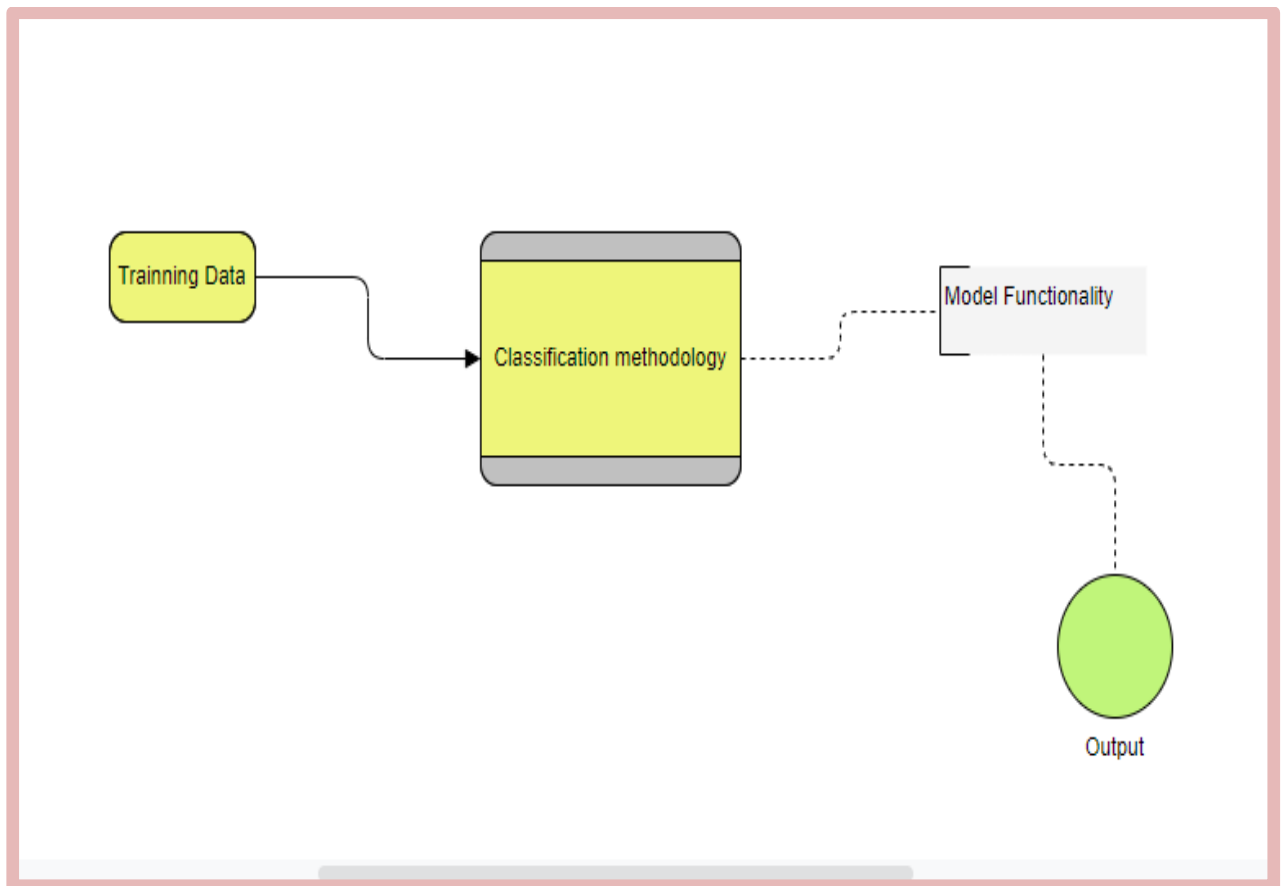 Trainning Data
Classification methodology
Model Functionality
Output